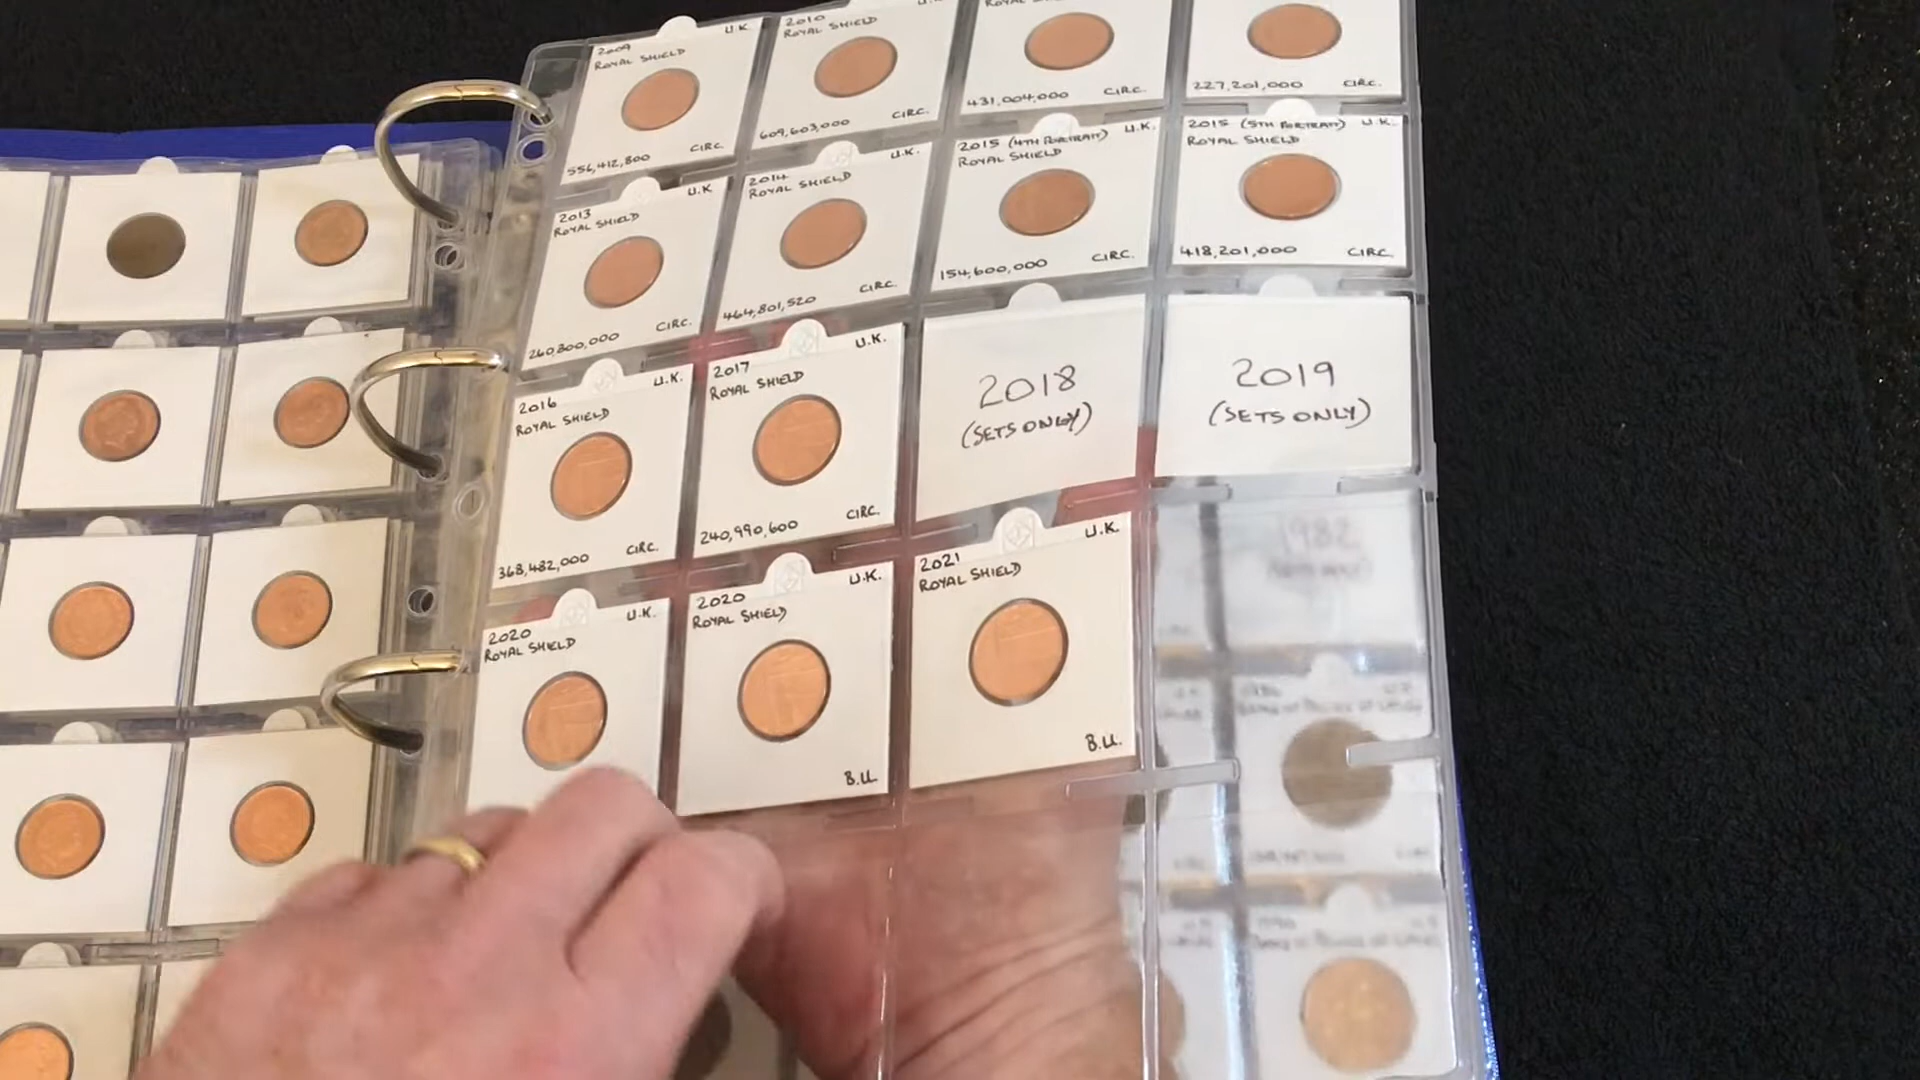 2009 U.K
ROYAL SHIELD
556,412,800 CIRC.
2010
ROYAL SHIELD
609,603,000 CIRC.
431,004,000 CIRC.
227,201,000 CIRC.
2013 U.K
ROYAL SHIELD
260,800,000 CIRC.
2014 U.K.
ROYAL SHIELD
464,801,520 CIRC.
2015 (4TH PORTRAIT) U.K.
ROYAL SHIELD
154,600,000 CIRC.
2015 (5TH PORTRAIT) U.K.
ROYAL SHIELD
418,201,000 CIRC.
2016 U.K.
ROYAL SHIELD
368,482,000 CIRC.
2017 U.K.
ROYAL SHIELD
240,990,600 CIRC.
2018
(SETS ONLY)
2019
(SETS ONLY)
2020 U.K.
ROYAL SHIELD
2020 U.K.
ROYAL SHIELD
B.U.
2021 U.K.
ROYAL SHIELD
B.U.
1982